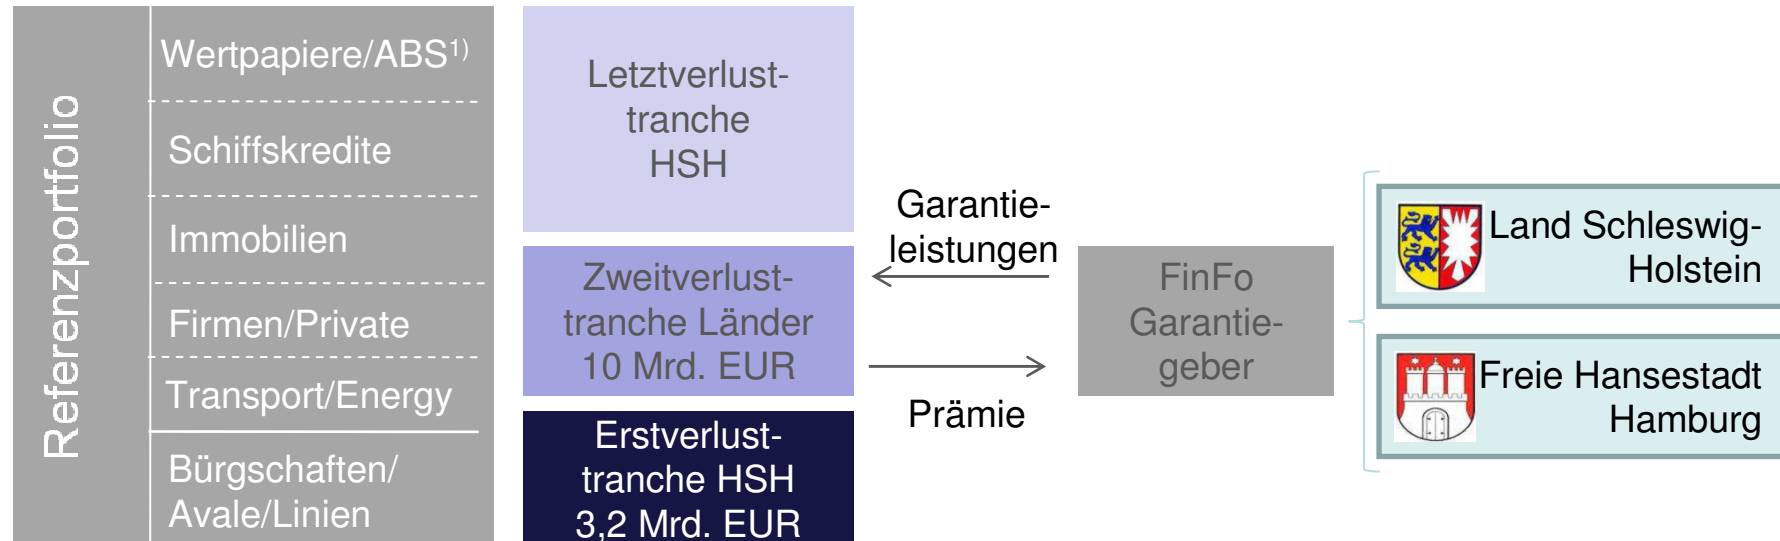 Referenzportfolio
Wertpapiere/ABS1)
Schiffskredite
Immobilien
Firmen/Private
Transport/Energy
Bürgschaften/
Avale/Linien
Letztverlust-
tranche
HSH
Zweitverlust-
tranche Länder
10 Mrd. EUR
Erstverlust-
tranche HSH
3,2 Mrd. EUR
Garantie-
leistungen
Prämie
FinFo
Garantie-
geber
Land Schleswig-
Holstein
Freie Hansestadt
Hamburg